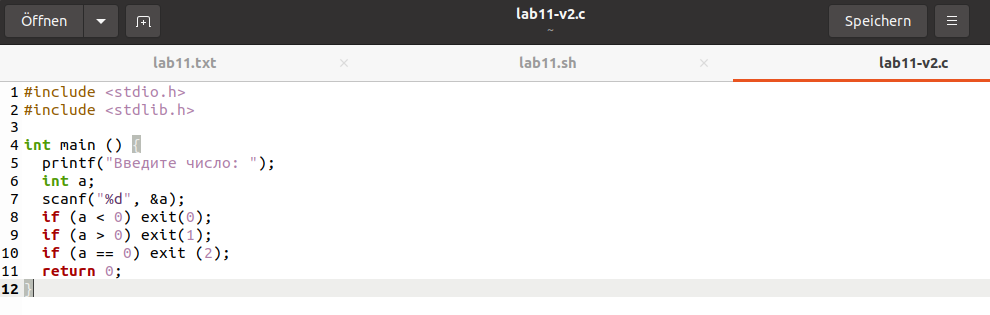 Öffnen
lab11-v2.c
~
Speichern
lab11.txt
lab11.sh
lab11-v2.c
1 #include <stdio.h>
2 #include <stdlib.h>
3
4 int main () {
5   printf("Введите число: ");
6   int a;
7   scanf("%d", &a);
8   if (a < 0) exit(0);
9   if (a > 0) exit(1);
10   if (a == 0) exit (2);
11   return 0;
12 }